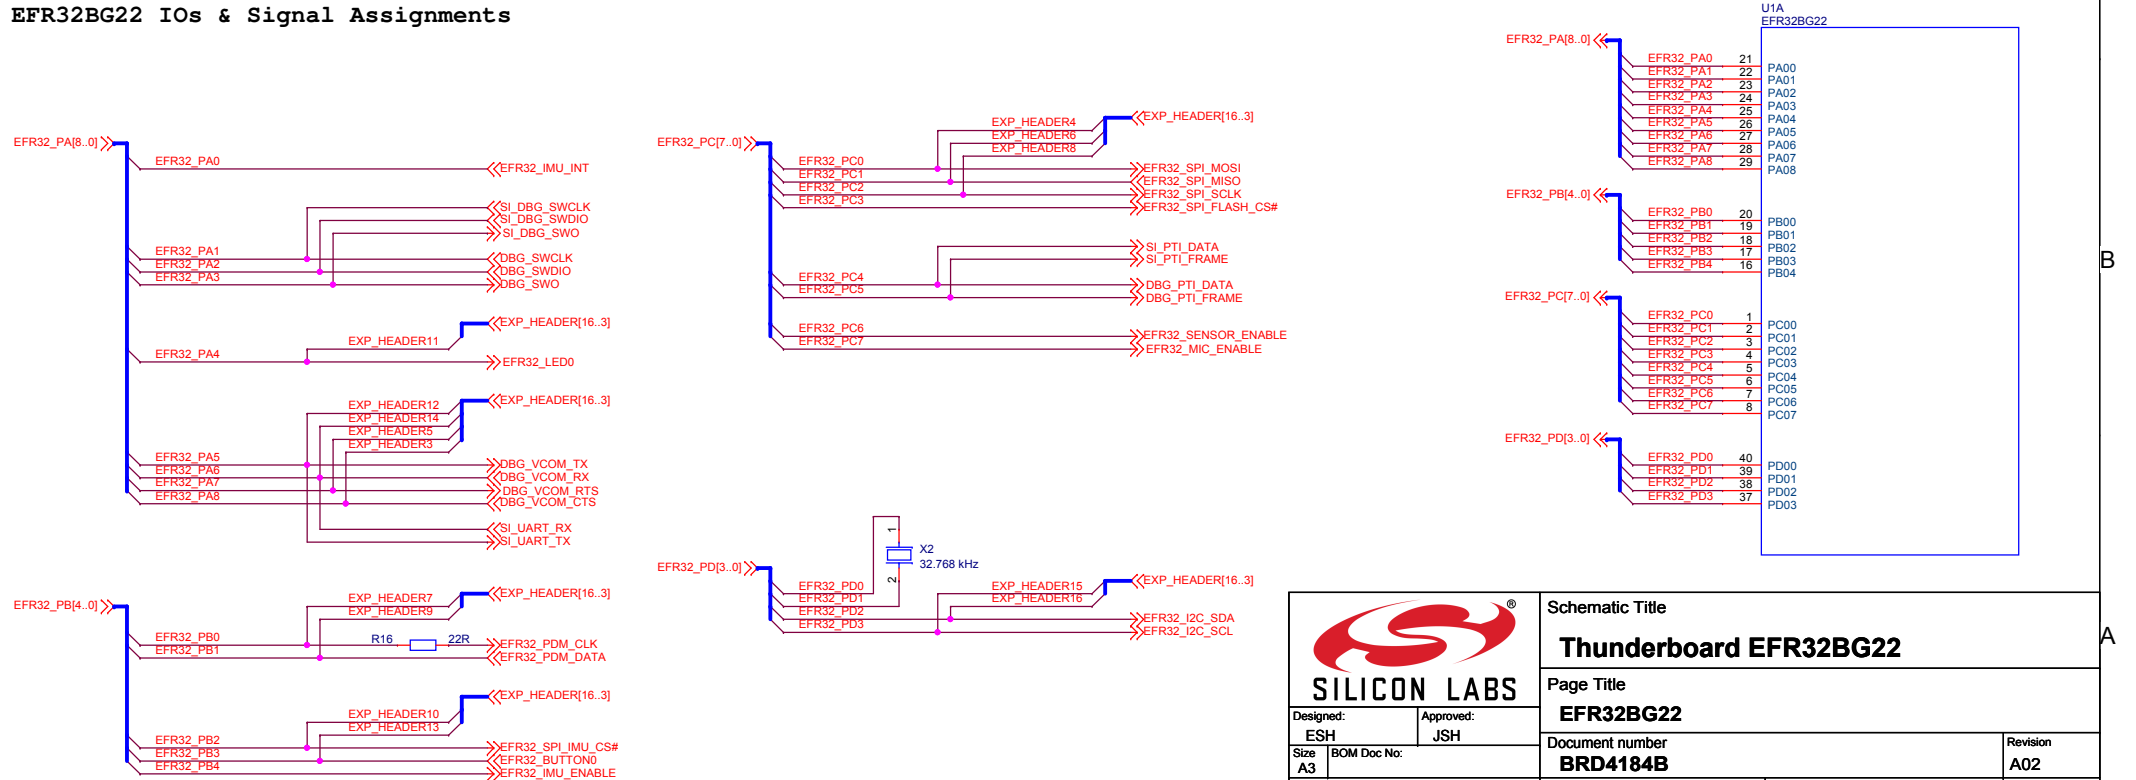 EFR32BG22 IOs & Signal Assignments
EFR32_PA[8..0]
EFR32_PA0
EFR32_IMU_INT
SI_DBG_SWCLK
SI_DBG_SWDIO
SI_DBG_SWO
EFR32_PA1
DBG_SWCLK
EFR32_PA2
DBG_SWDIO
EFR32_PA3
DBG_SWO
EXP_HEADER[16..3]
EXP_HEADER11
EFR32_PA4
EFR32_LED0
EXP_HEADER[16..3]
EXP_HEADER12
EXP_HEADER14
EXP_HEADER5
EXP_HEADER3
EFR32_PA5
DBG_VCOM_TX
EFR32_PA6
DBG_VCOM_RX
EFR32_PA7
DBG_VCOM_RTS
EFR32_PA8
DBG_VCOM_CTS
SI_UART_RX
SI_UART_TX
EFR32_PB[4..0]
EXP_HEADER[16..3]
EXP_HEADER7
EXP_HEADER9
EFR32_PB0
R16
22R
EFR32_PDM_CLK
EFR32_PB1
EFR32_PDM_DATA
EXP_HEADER[16..3]
EXP_HEADER10
EXP_HEADER13
EFR32_PB2
EFR32_SPI_IMU_CS#
EFR32_PB3
EFR32_BUTTON0
EFR32_PB4
EFR32_IMU_ENABLE
EFR32_PC[7..0]
EXP_HEADER[16..3]
EXP_HEADER4
EXP_HEADER6
EXP_HEADER8
EFR32_PC0
EFR32_SPI_MOSI
EFR32_PC1
EFR32_SPI_MISO
EFR32_PC2
EFR32_SPI_SCLK
EFR32_PC3
EFR32_SPI_FLASH_CS#
SI_PTI_DATA
SI_PTI_FRAME
EFR32_PC4
DBG_PTI_DATA
EFR32_PC5
DBG_PTI_FRAME
EFR32_PC6
EFR32_SENSOR_ENABLE
EFR32_PC7
EFR32_MIC_ENABLE
EFR32_PD[3..0]
1
X2
32.768 kHz
2
EXP_HEADER[16..3]
EXP_HEADER15
EXP_HEADER16
EFR32_PD0
EFR32_PD1
EFR32_PD2
EFR32_I2C_SDA
EFR32_PD3
EFR32_I2C_SCL
U1A
EFR32BG22
EFR32_PA[8..0]
EFR32_PA0 21 PA00
EFR32_PA1 22 PA01
EFR32_PA2 23 PA02
EFR32_PA3 24 PA03
EFR32_PA4 25 PA04
EFR32_PA5 26 PA05
EFR32_PA6 27 PA06
EFR32_PA7 28 PA07
EFR32_PA8 29 PA08
EFR32_PB[4..0]
EFR32_PB0 20 PB00
EFR32_PB1 19 PB01
EFR32_PB2 18 PB02
EFR32_PB3 17 PB03
EFR32_PB4 16 PB04
EFR32_PC[7..0]
EFR32_PC0 1 PC00
EFR32_PC1 2 PC01
EFR32_PC2 3 PC02
EFR32_PC3 4 PC03
EFR32_PC4 5 PC04
EFR32_PC5 6 PC05
EFR32_PC6 7 PC06
EFR32_PC7 8 PC07
EFR32_PD[3..0]
EFR32_PD0 40 PD00
EFR32_PD1 39 PD01
EFR32_PD2 38 PD02
EFR32_PD3 37 PD03
B
A
®
SILICON LABS
Schematic Title
Thunderboard EFR32BG22
Page Title
EFR32BG22
Designed:
ESH
Approved:
JSH
Document number
BRD4184B
Revision
A02
Size
A3
BOM Doc No: